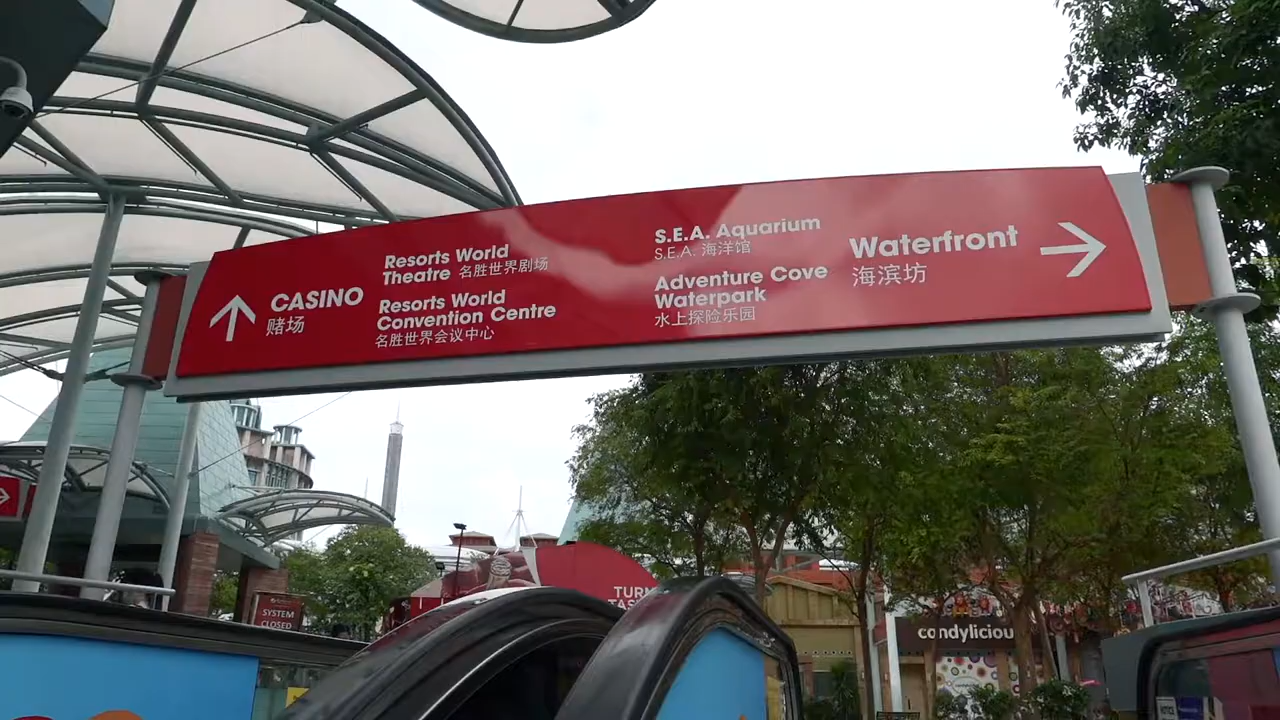 CASINO
赌场
Resorts World
Theatre 名胜世界剧场
Resorts World
Convention Centre
名胜世界会议中心
S.E.A. Aquarium
S.E.A. 海洋馆
Adventure Cove
Waterpark
水上探险乐园
Waterfront
海滨坊
SYSTEM
CLOSED
candyliciou
NOTICE